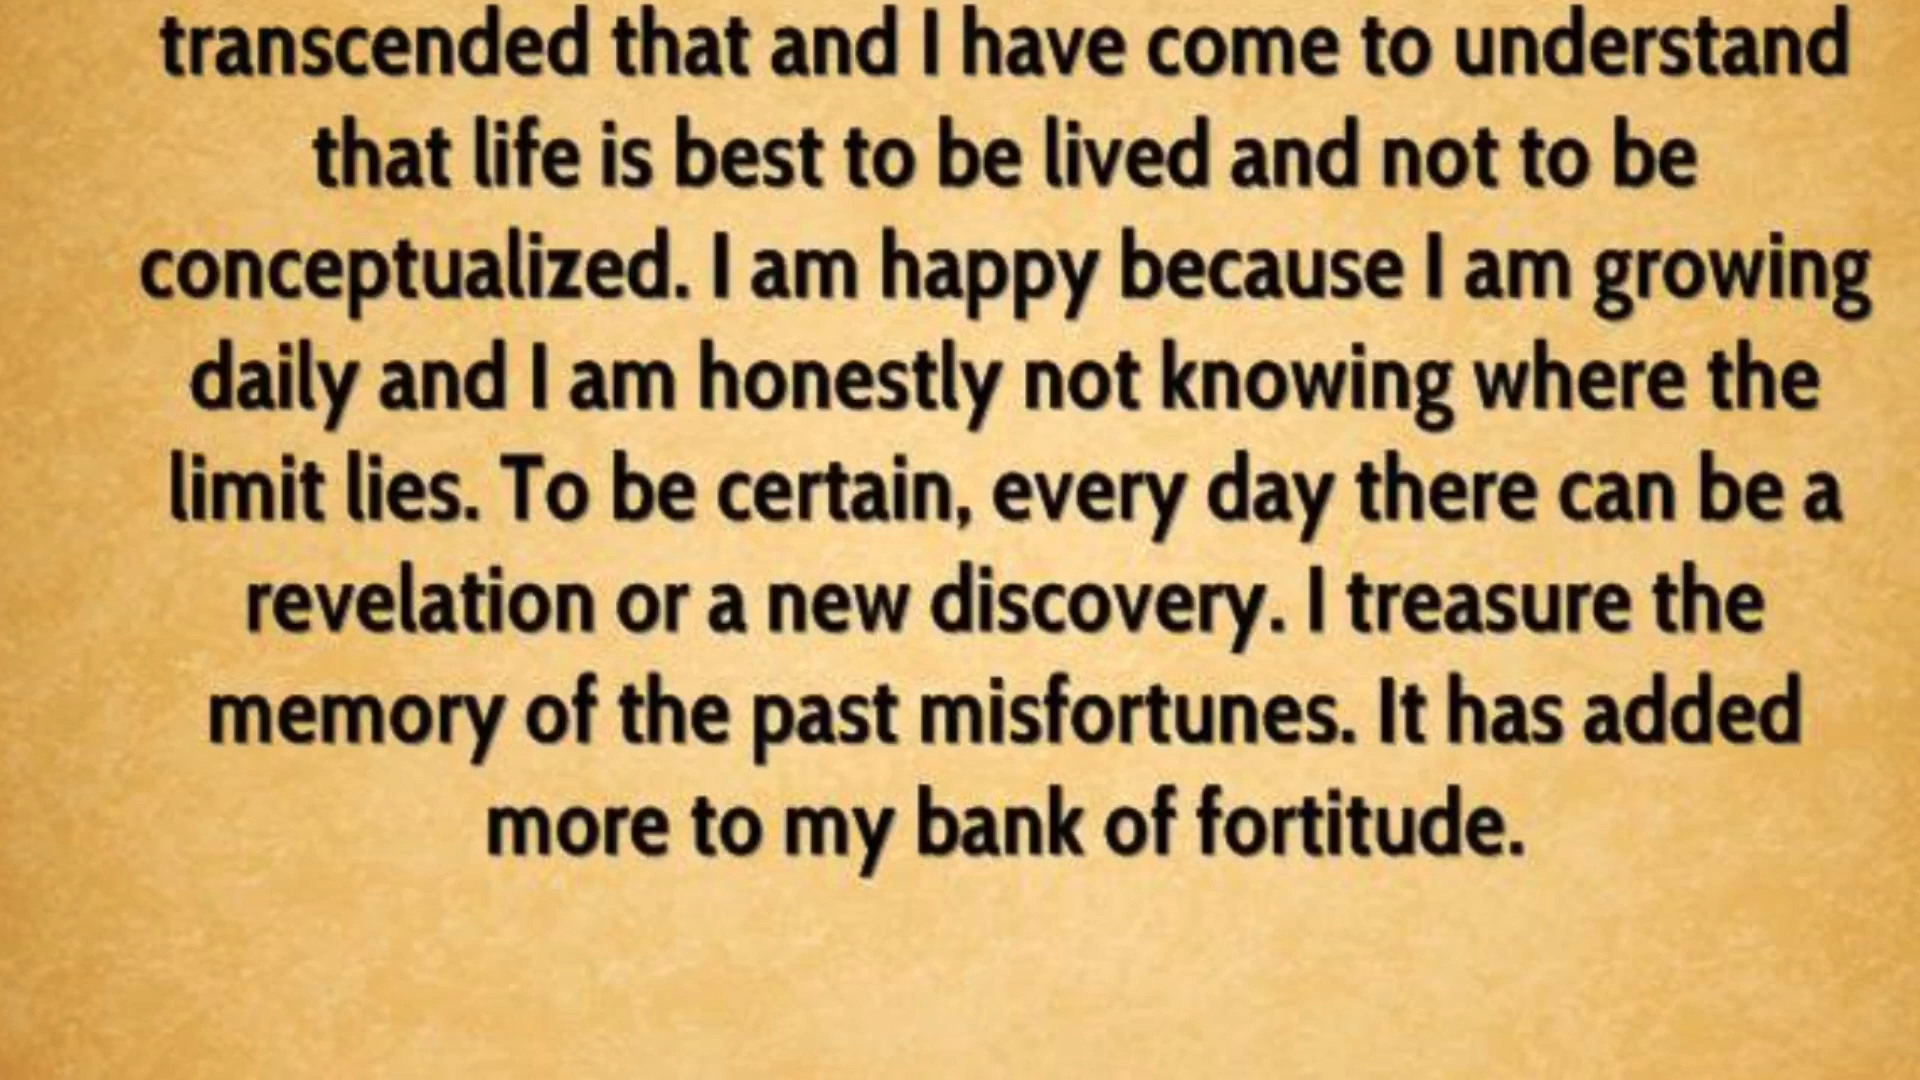 transcended that and I have come to understand
that life is best to be lived and not to be
conceptualized. I am happy because I am growing
daily and I am honestly not knowing where the
limit lies. To be certain, every day there can be a
revelation or a new discovery. I treasure the
memory of the past misfortunes. It has added
more to my bank of fortitude.